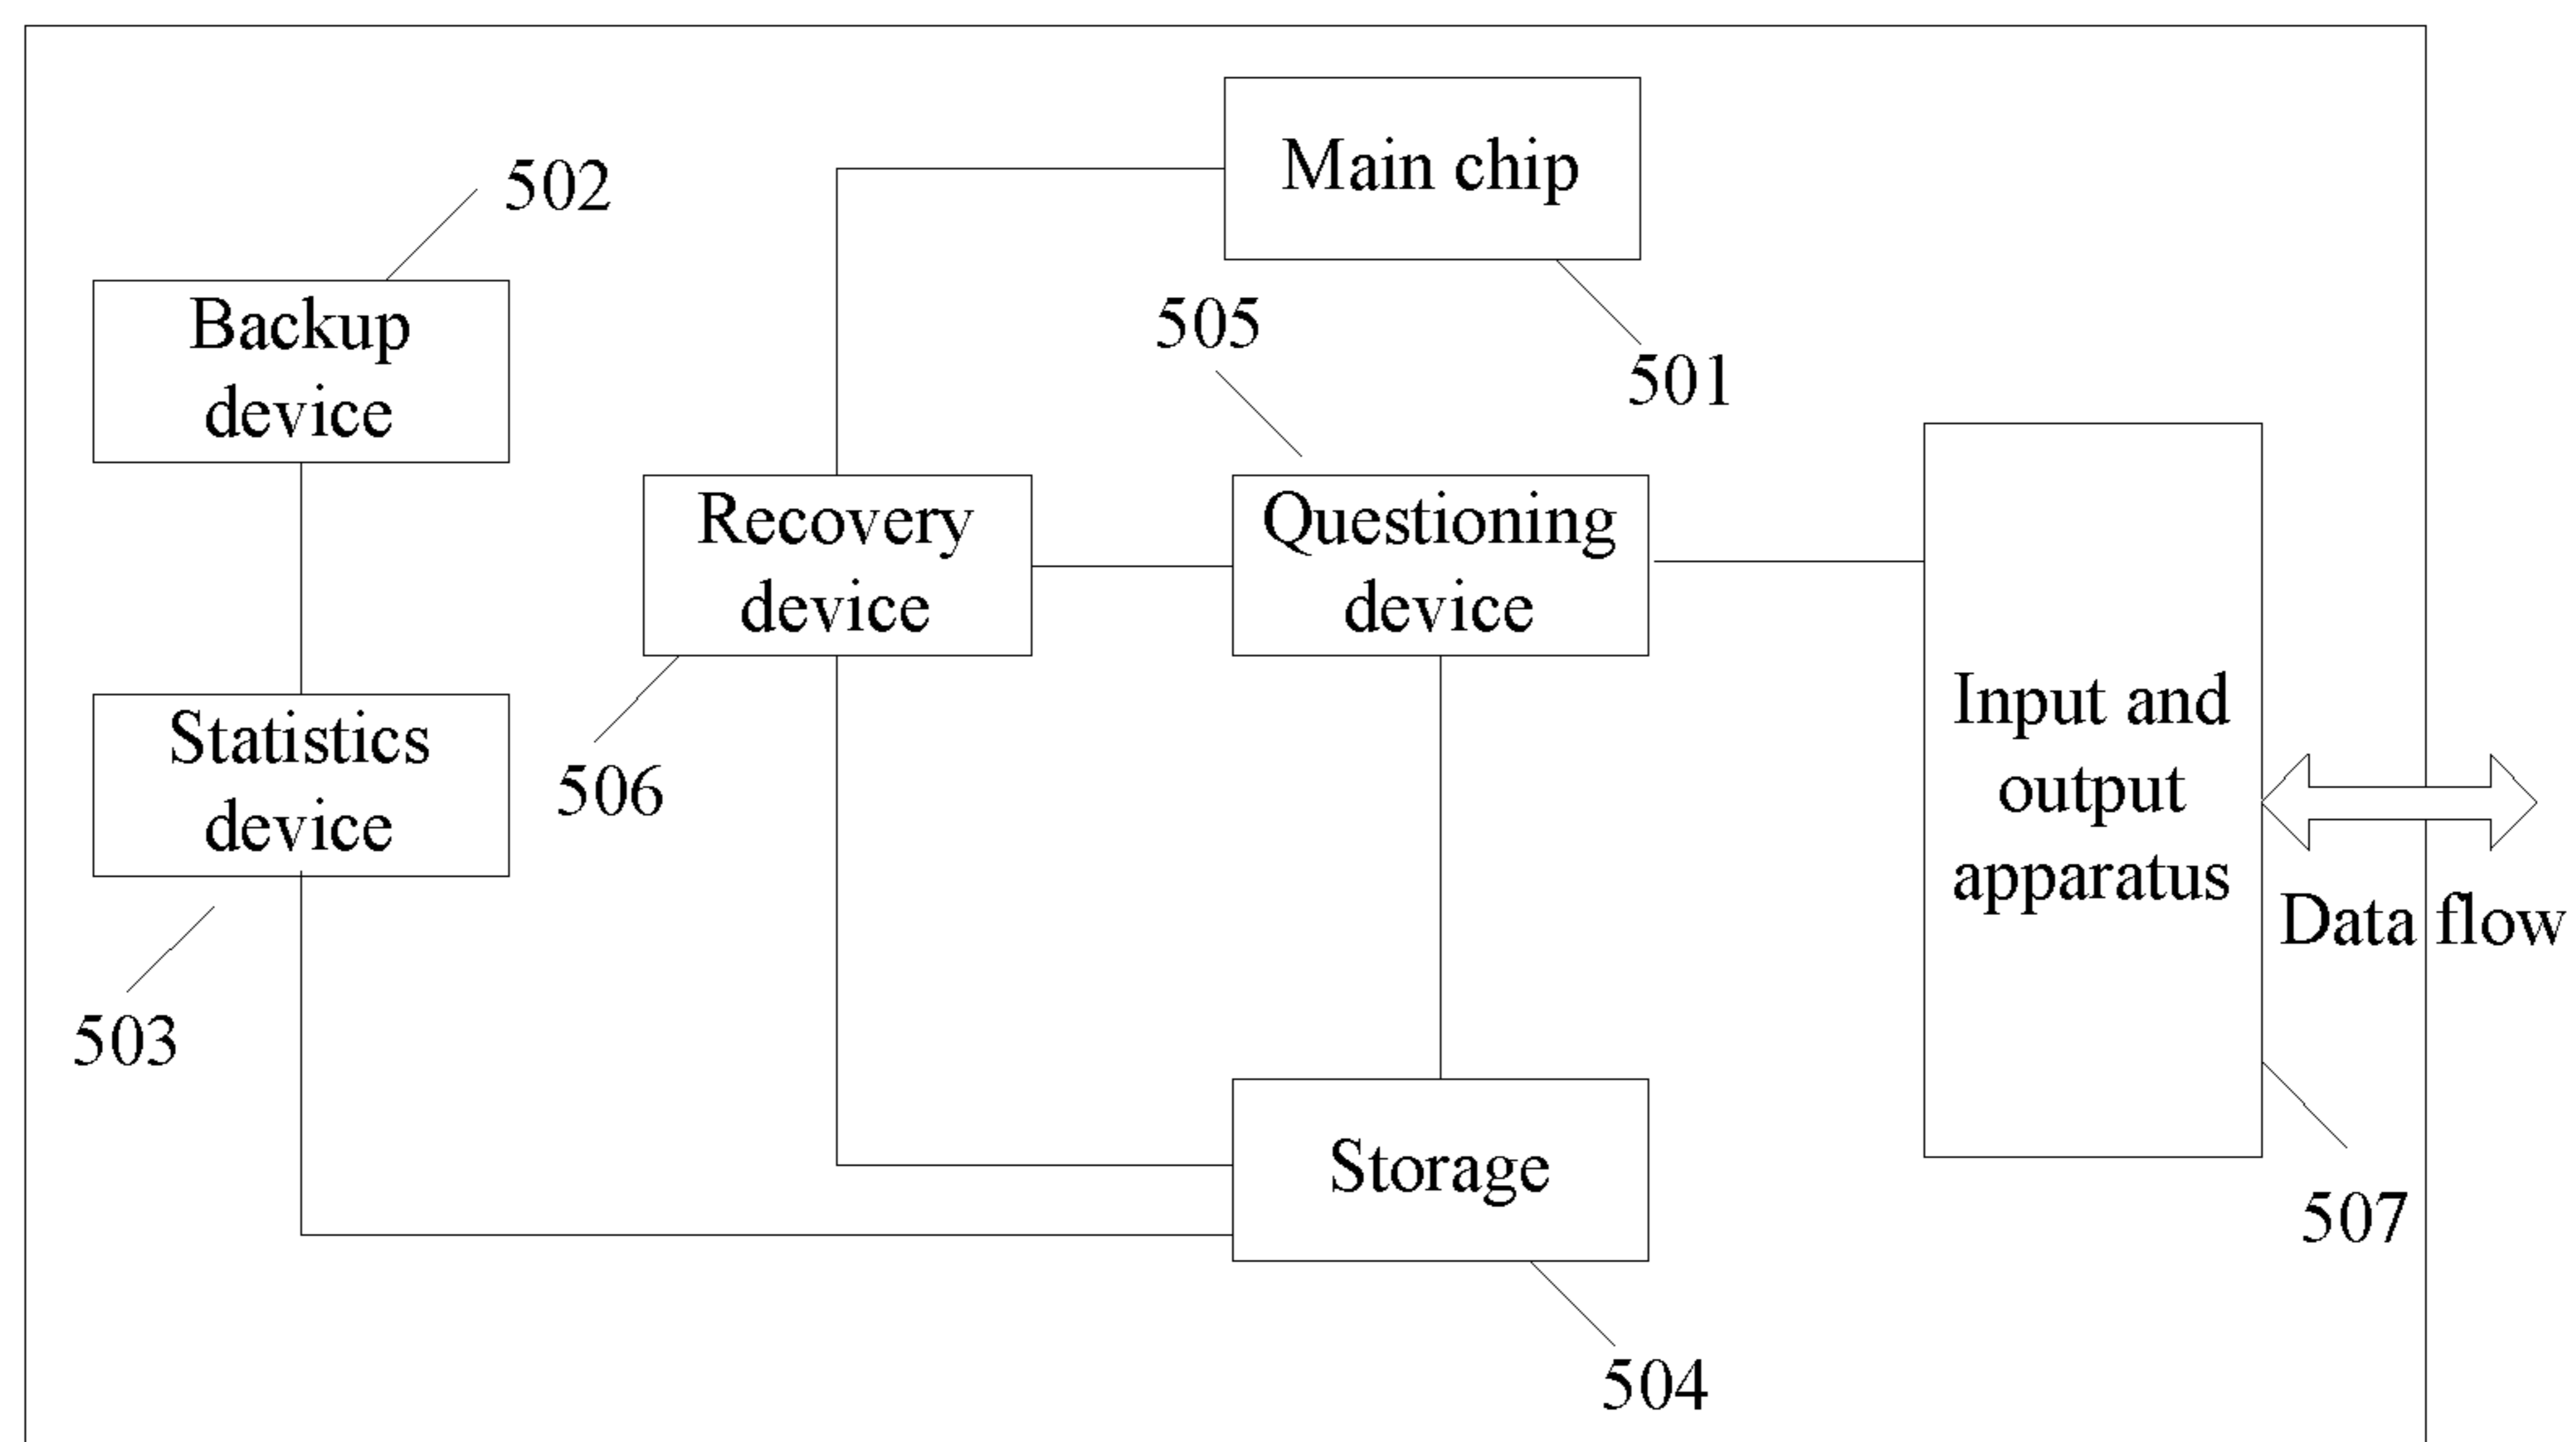 Main chip
501
502
Backup
device
505
Recovery
device
506
Questioning
device
Input and
output
apparatus
Data flow
507
Statistics
device
503
Storage
504